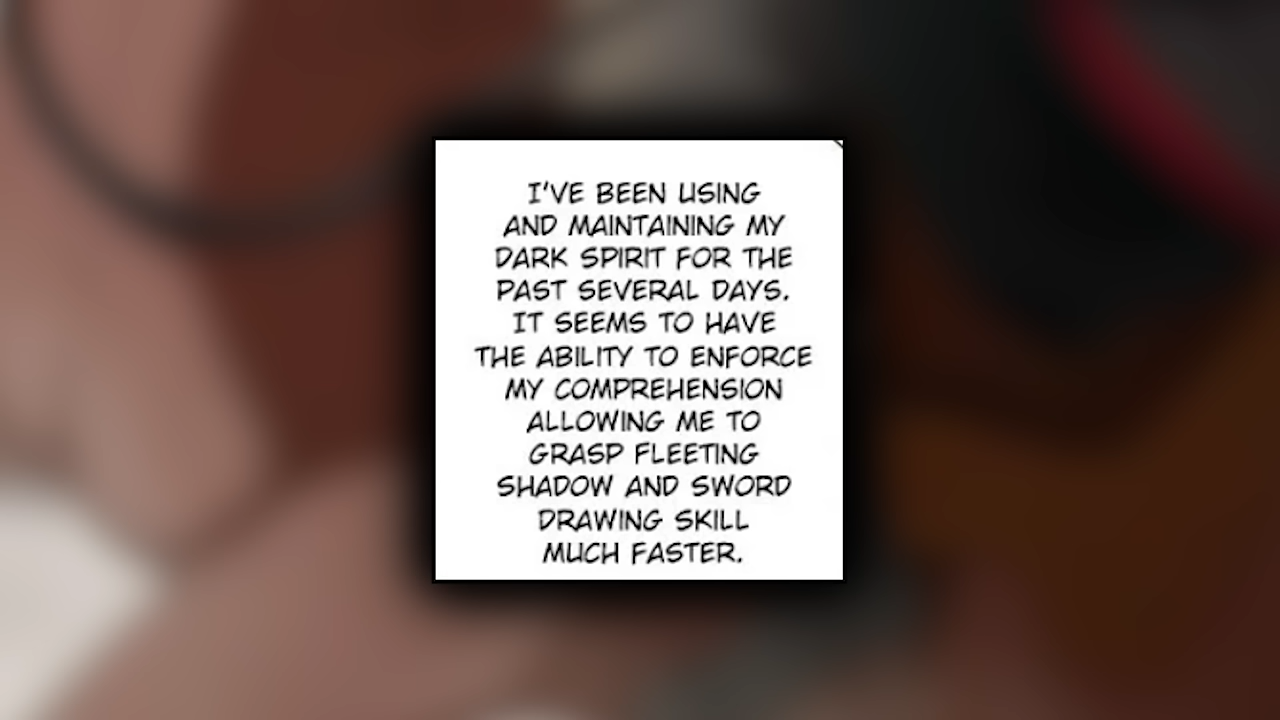 I'VE BEEN USING
AND MAINTAINING MY
DARK SPIRIT FOR THE
PAST SEVERAL DAYS.
IT SEEMS TO HAVE
THE ABILITY TO ENFORCE
MY COMPREHENSION
ALLOWING ME TO
GRASP FLEETING
SHADOW AND SWORD
DRAWING SKILL
MUCH FASTER.